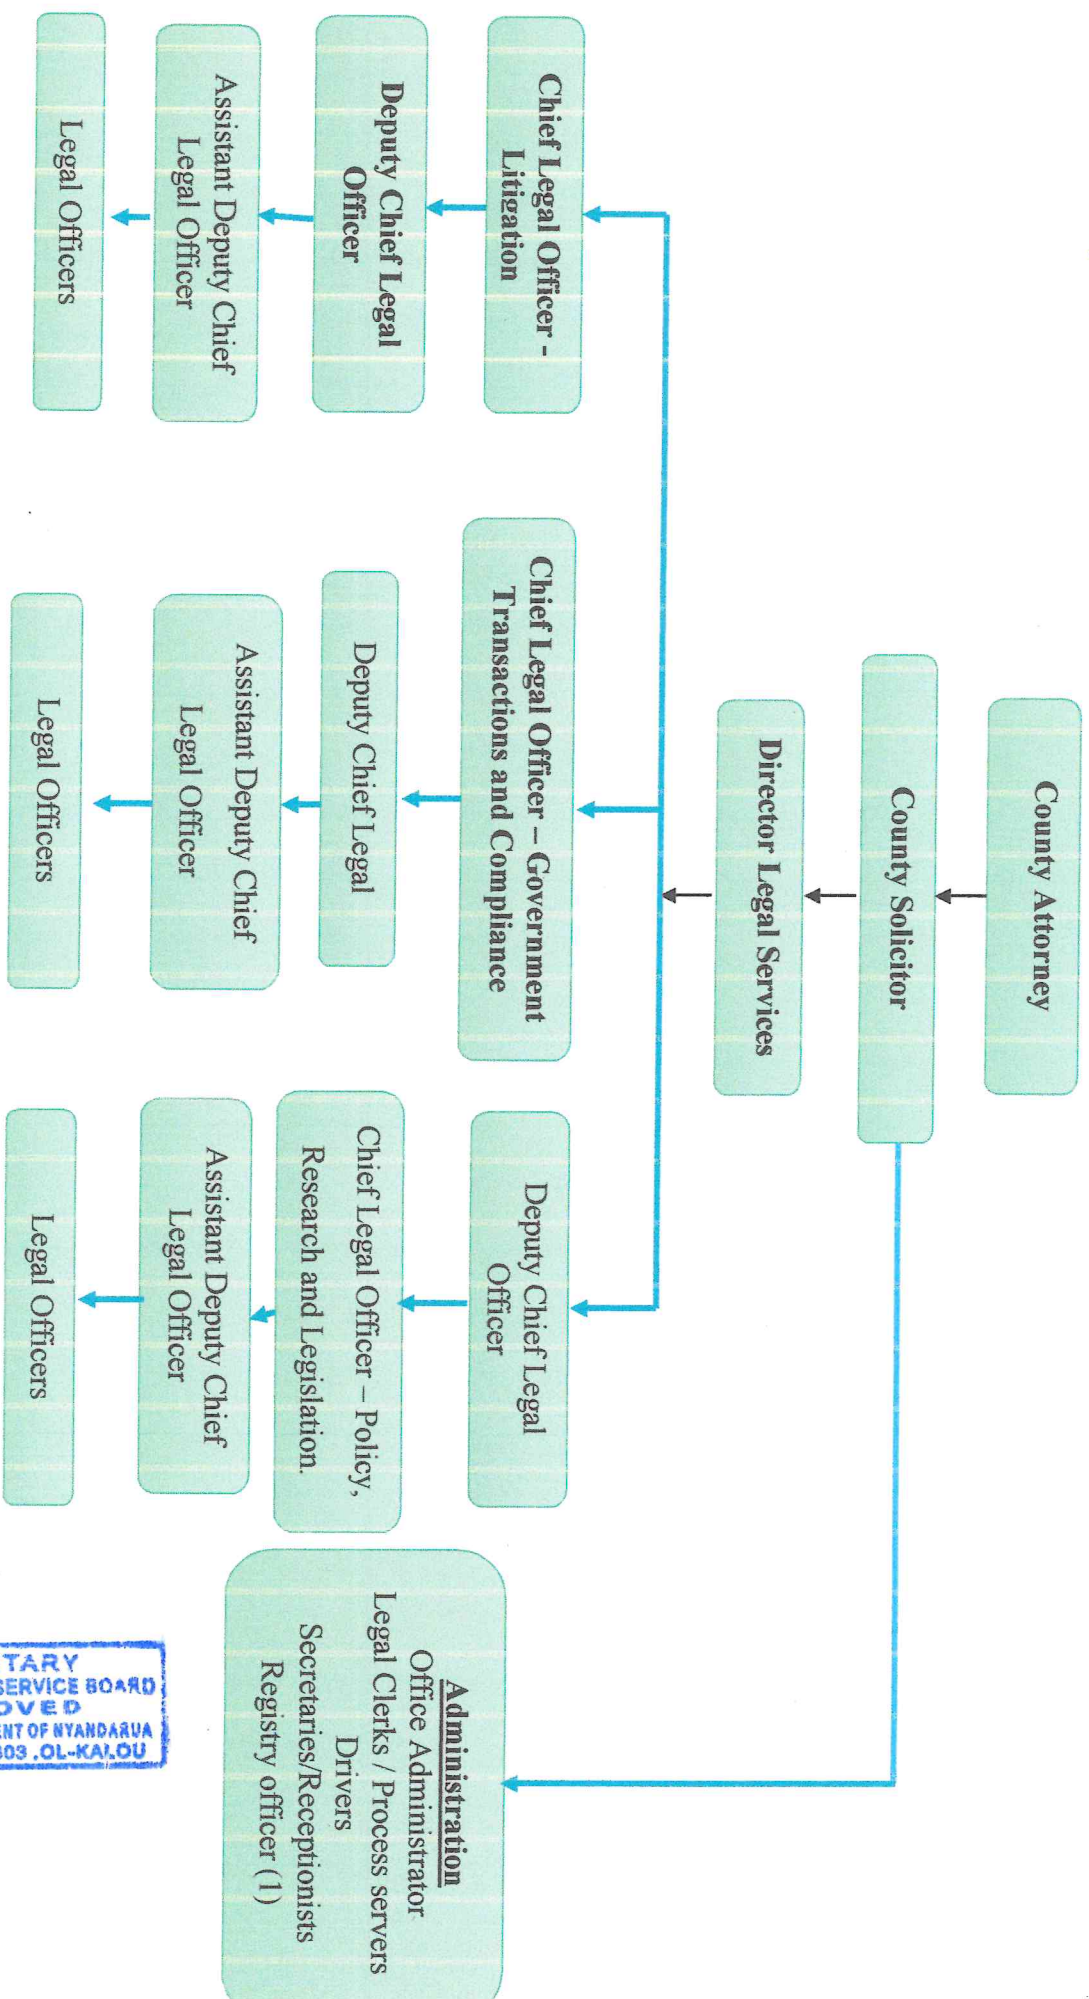 County Attorney
County Solicitor
Director Legal Services
Chief Legal Officer -
Litigation
Deputy Chief Legal
Officer
Assistant Deputy Chief
Legal Officer
Legal Officers
Chief Legal Officer – Government
Transactions and Compliance
Deputy Chief Legal
Assistant Deputy Chief
Legal Officer
Legal Officers
Deputy Chief Legal
Officer
Chief Legal Officer – Policy,
Research and Legislation.
Assistant Deputy Chief
Legal Officer
Legal Officers
Administration
Office Administrator
Legal Clerks / Process servers
Drivers
Secretaries/Receptionists
Registry officer (1)
TARY
SERVICE BOARD
OVED
ENT OF NYANDARUA
303 .OL-KALOU